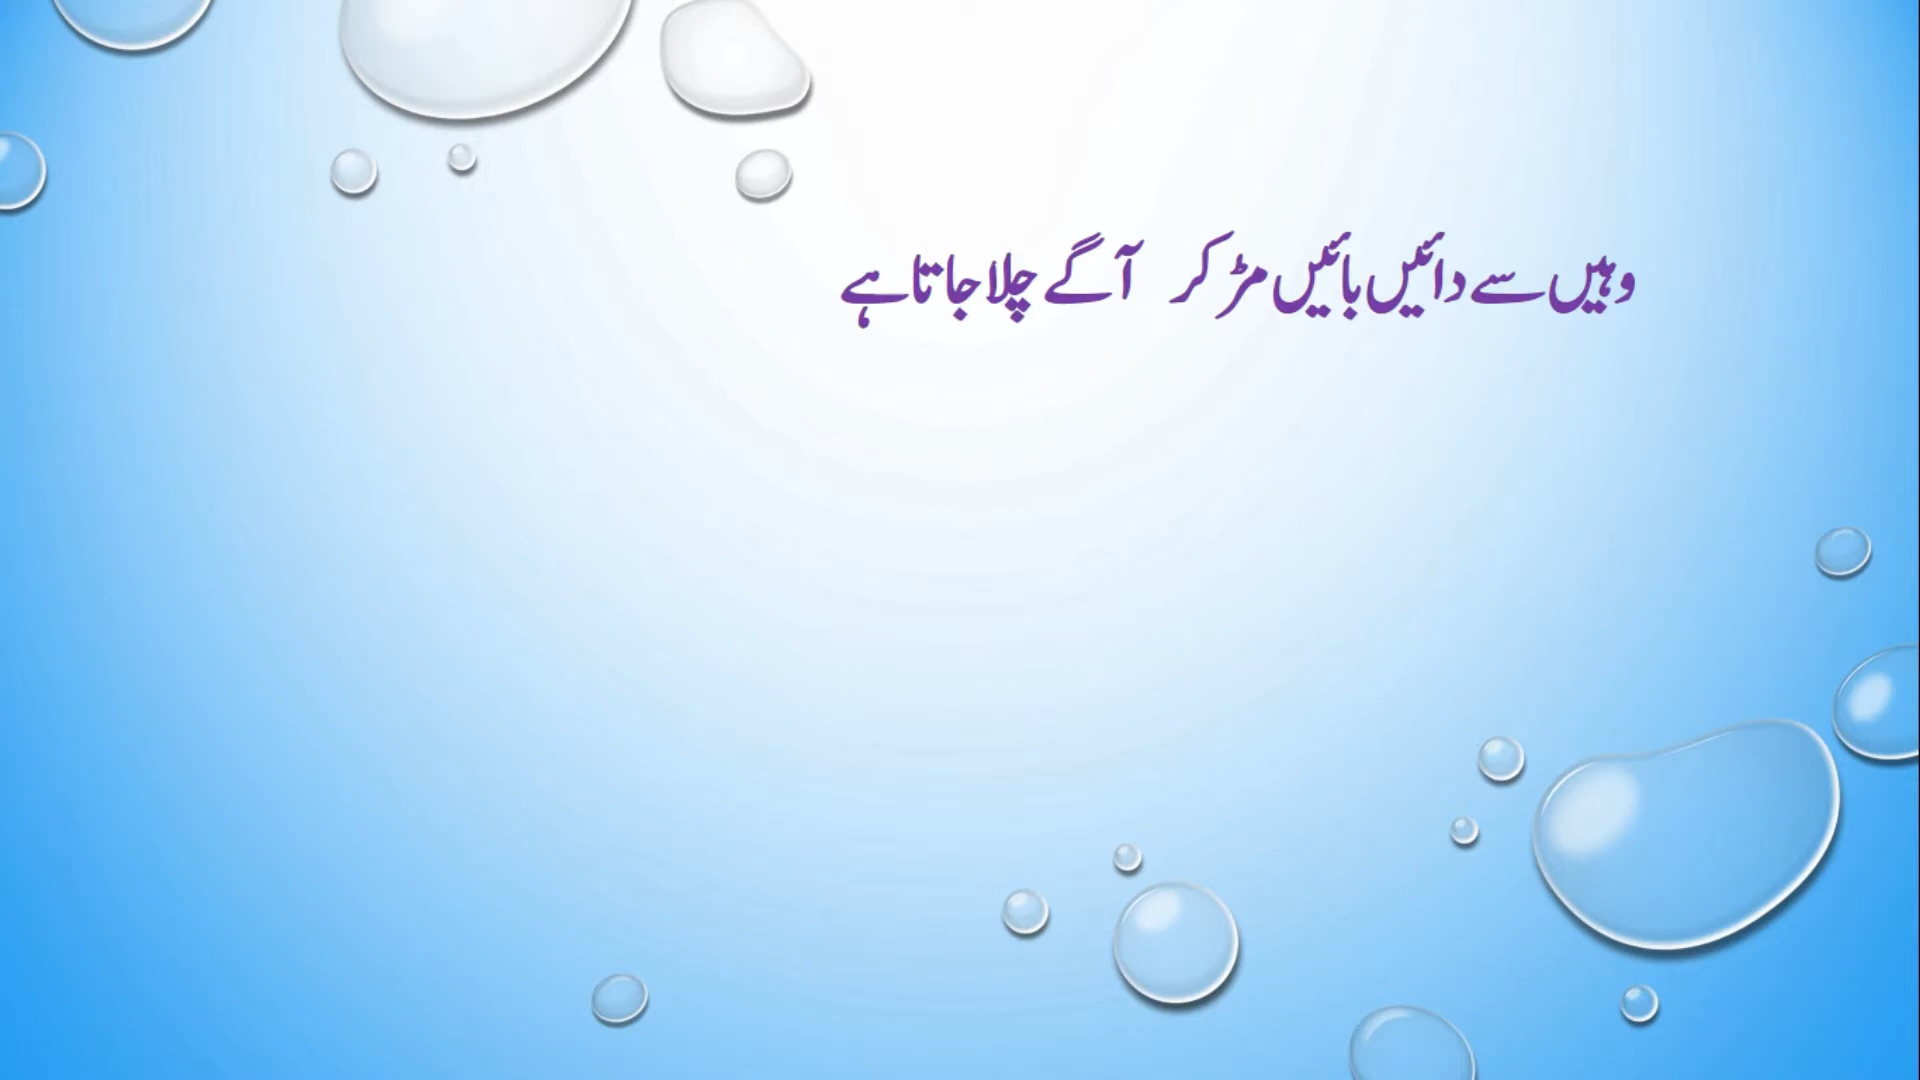 وہیں سے دائیں بائیں مڑ کر آگے چلا جاتا ہے